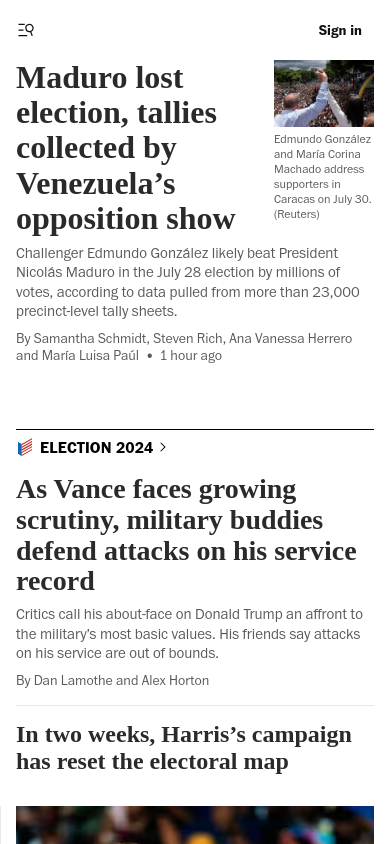 Sign in
Maduro lost
election, tallies
collected by
Venezuela’s
opposition show
Edmundo González
and María Corina
Machado address
supporters in
Caracas on July 30.
(Reuters)
Challenger Edmundo González likely beat President
Nicolás Maduro in the July 28 election by millions of
votes, according to data pulled from more than 23,000
precinct-level tally sheets.
By Samantha Schmidt, Steven Rich, Ana Vanessa Herrero
and María Luisa Paúl • 1 hour ago
ELECTION 2024
As Vance faces growing
scrutiny, military buddies
defend attacks on his service
record
Critics call his about-face on Donald Trump an affront to
the military’s most basic values. His friends say attacks
on his service are out of bounds.
By Dan Lamothe and Alex Horton
In two weeks, Harris’s campaign
has reset the electoral map